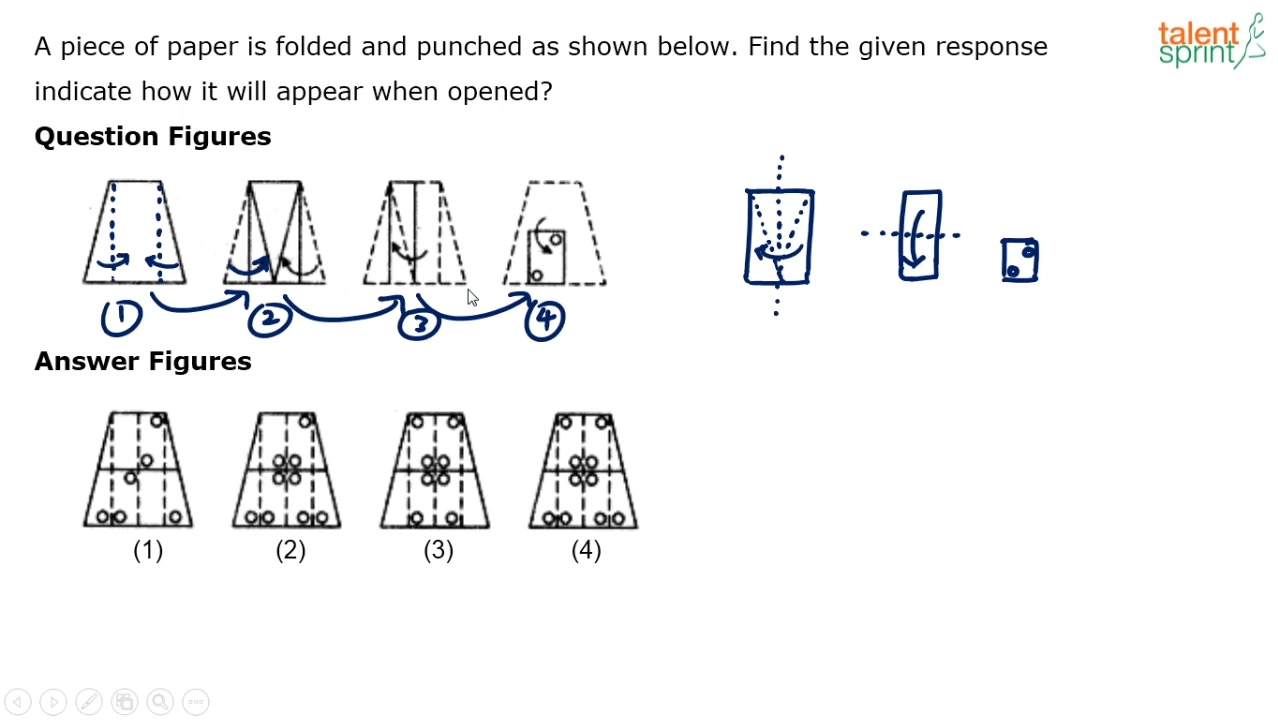 talent
sprint
A piece of paper is folded and punched as shown below. Find the given response
indicate how it will appear when opened?
Question Figures
1 2 3 4
Answer Figures
(1) (2) (3) (4)